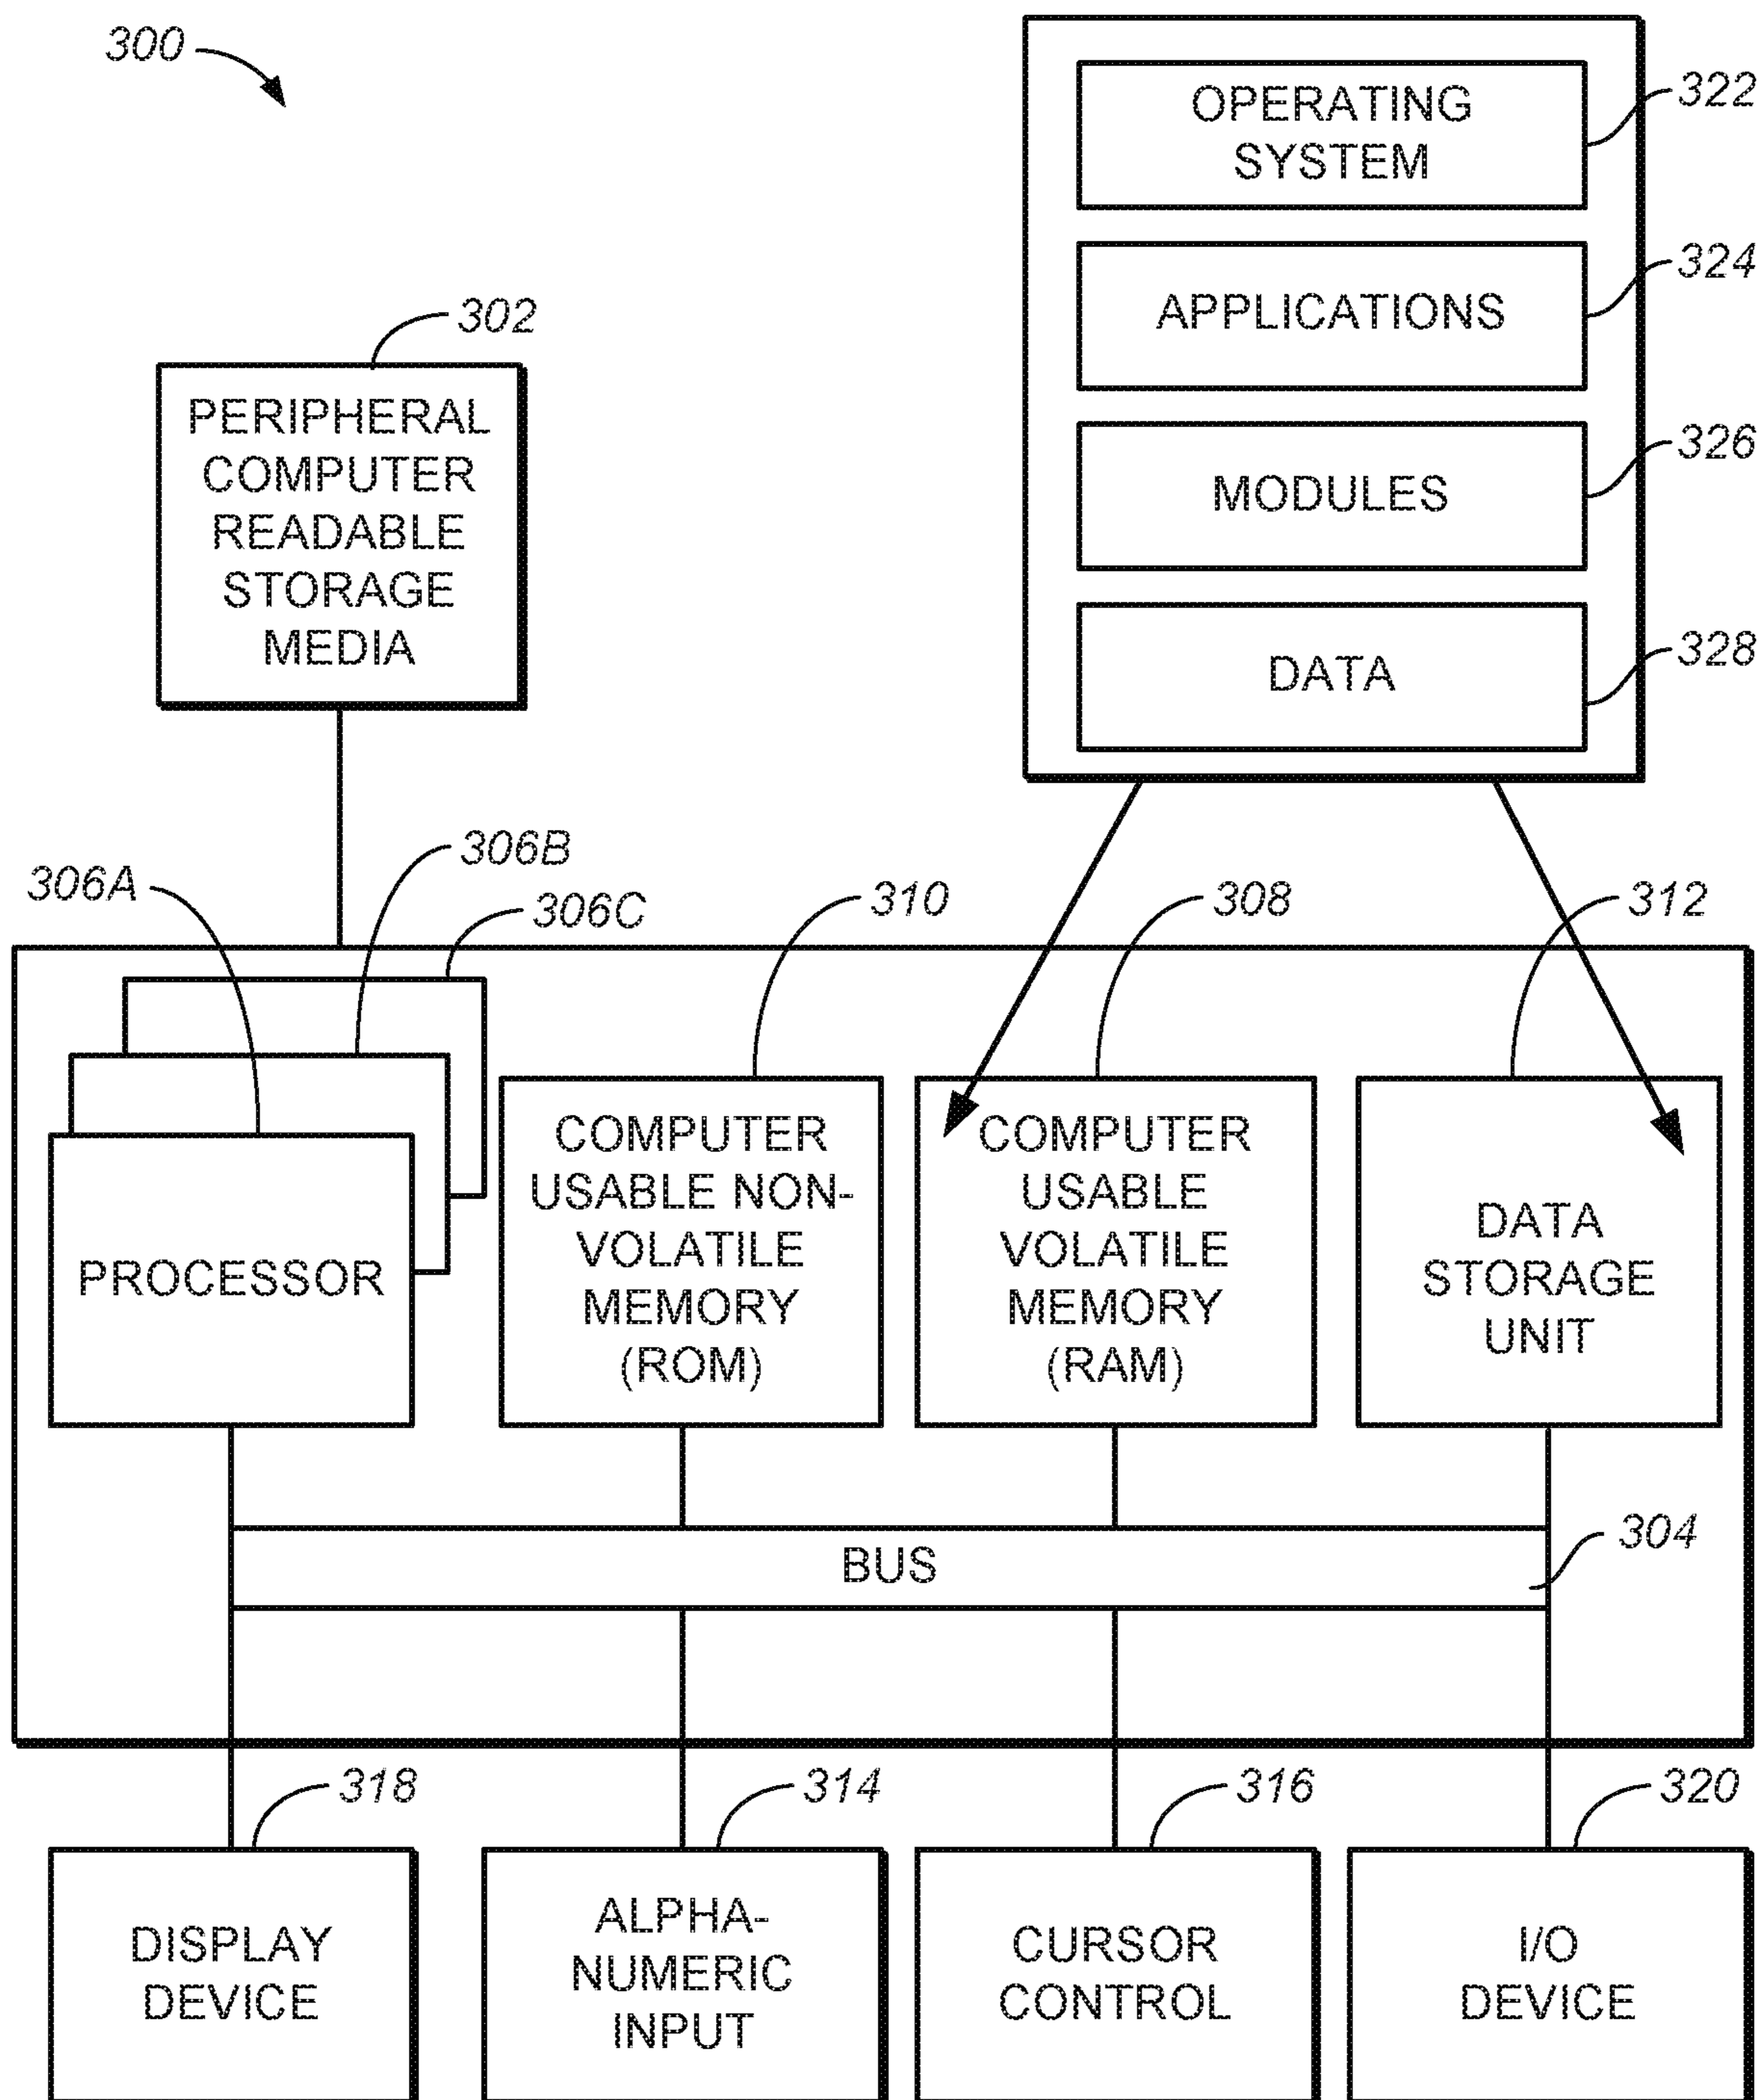 300
OPERATING
SYSTEM
322
APPLICATIONS
324
302
PERIPHERAL
COMPUTER
READABLE
STORAGE
MEDIA
MODULES
326
DATA
328
306A
306B
306C
310
308
312
PROCESSOR
COMPUTER
USABLE NON-
VOLATILE
MEMORY
(ROM)
COMPUTER
USABLE
VOLATILE
MEMORY
(RAM)
DATA
STORAGE
UNIT
BUS
304
318
314
316
320
DISPLAY
DEVICE
ALPHA-
NUMERIC
INPUT
CURSOR
CONTROL
I/O
DEVICE